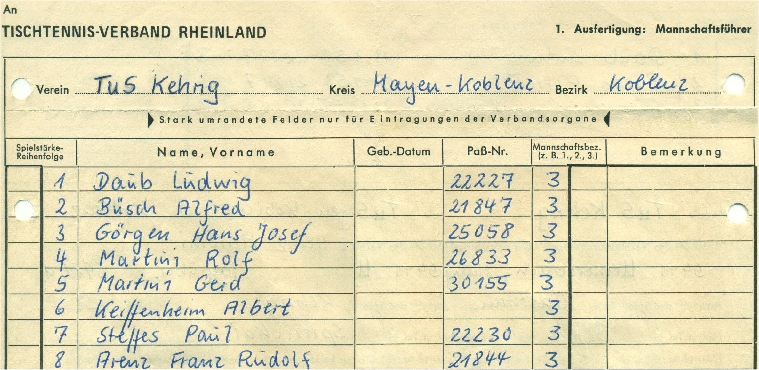 An
TISCHTENNIS-VERBAND RHEINLAND
1. Ausfertigung: Mannschaftsführer
Verein TuS Kehrig Kreis Mayen-Koblenz Bezirk Koblenz
Stark umrandete Felder nur für Eintragungen der Verbandsorgane
Spielstärke-Reihenfolge Name, Vorname Geb.-Datum Paß-Nr. Mannschaftsbez. (z. B. 1., 2., 3.) Bemerkung
1 Daub Ludwig 22227 3
2 Büsch Alfred 21847 3
3 Görgen Hans Josef 25058 3
4 Martini Rolf 26833 3
5 Martini Gerd 30155 3
6 Keiffenheim Albert 3
7 Steffes Paul 22230 3
8 Arenz Franz Rudolf 21844 3